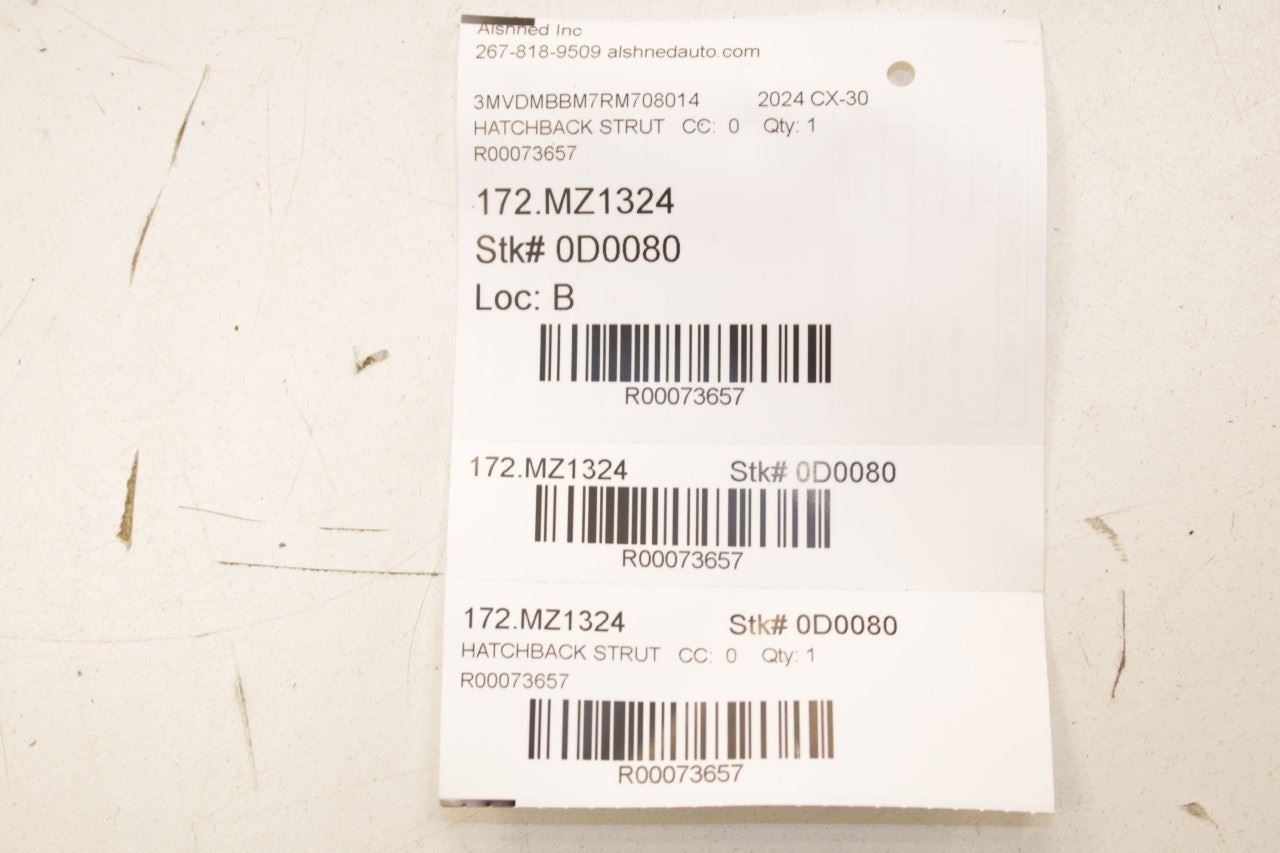 Alshned Inc
267-818-9509 alshnedauto.com
3MVDMBBM7RM708014 2024 CX-30
HATCHBACK STRUT CC: 0 Qty: 1
R00073657
172.MZ1324
Stk# 0D0080
Loc: B
R00073657
172.MZ1324 Stk# 0D0080
R00073657
172.MZ1324 Stk# 0D0080
HATCHBACK STRUT CC: 0 Qty: 1
R00073657
R00073657